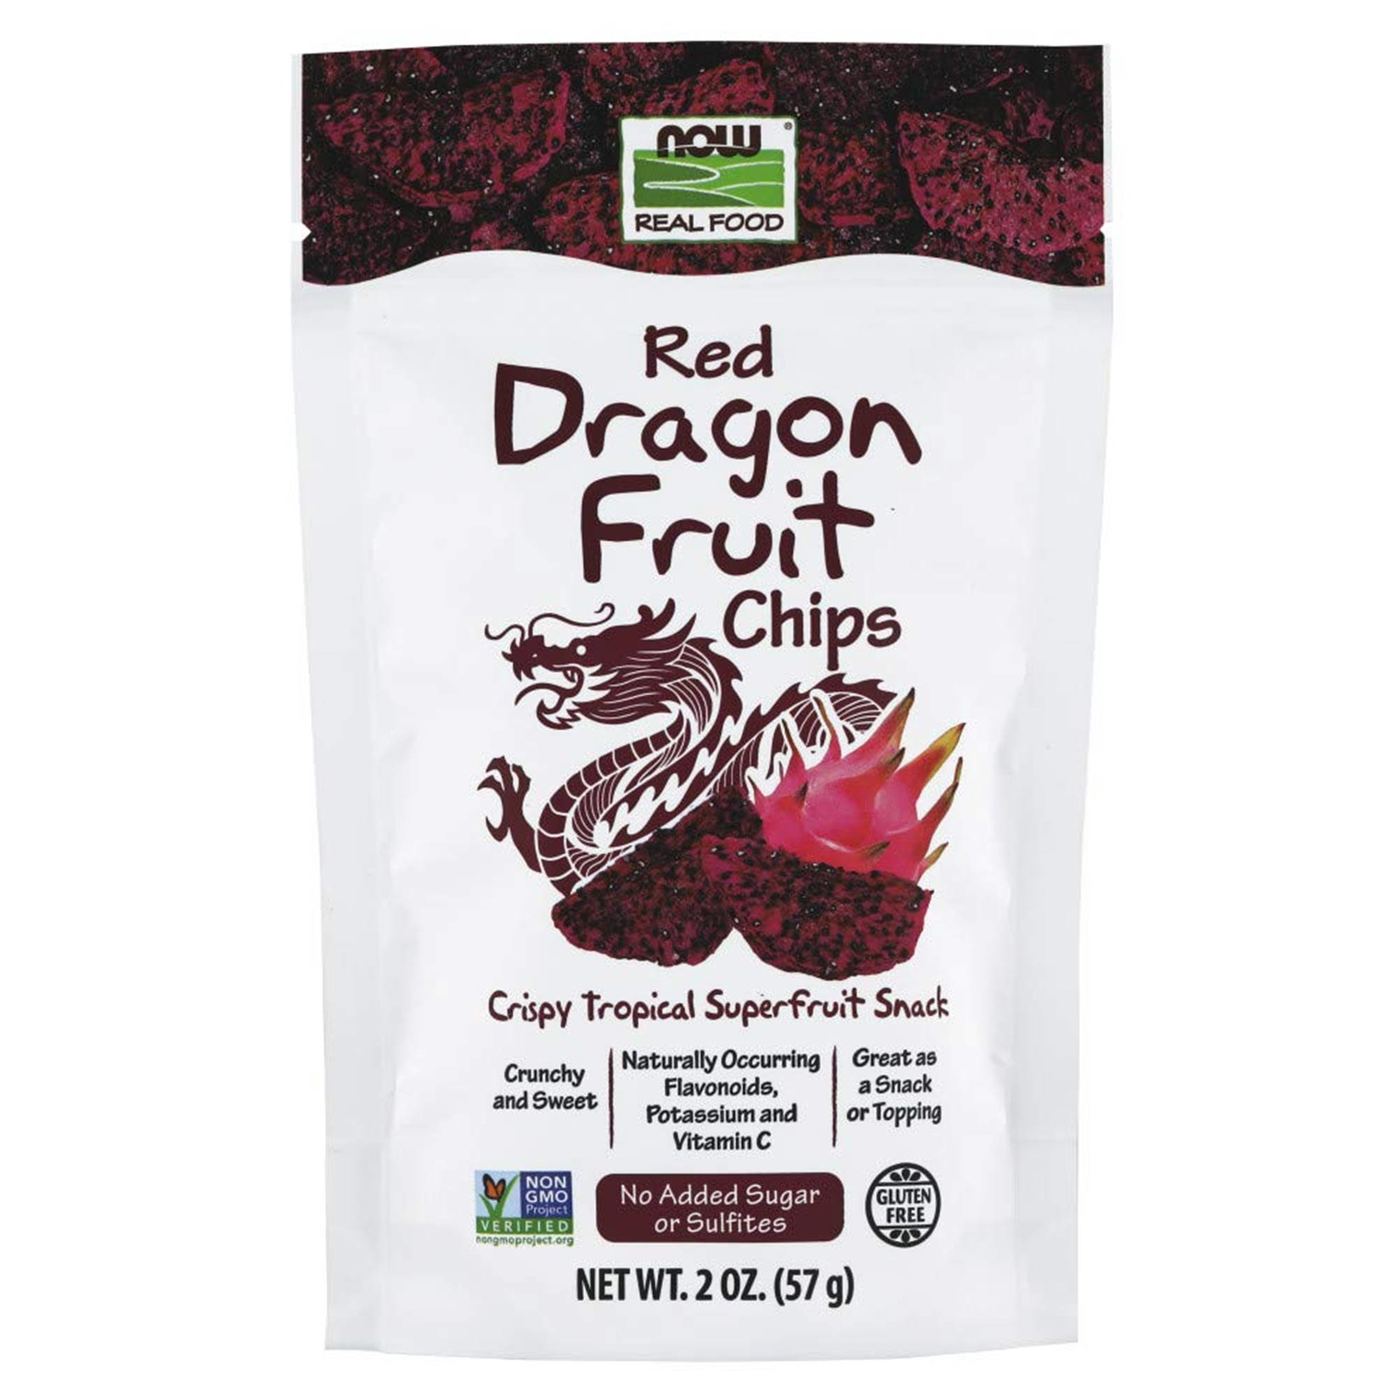 NOW®
REAL FOOD
Red
Dragon
Fruit
Chips
Crispy Tropical Superfruit Snack
Crunchy
and Sweet
Naturally Occurring
Flavonoids,
Potassium and
Vitamin C
Great as
a Snack
or Topping
NON
GMO
Project
VERIFIED
nongmoproject.org
No Added Sugar
or Sulfites
GLUTEN
FREE
NET WT. 2 OZ. (57 g)